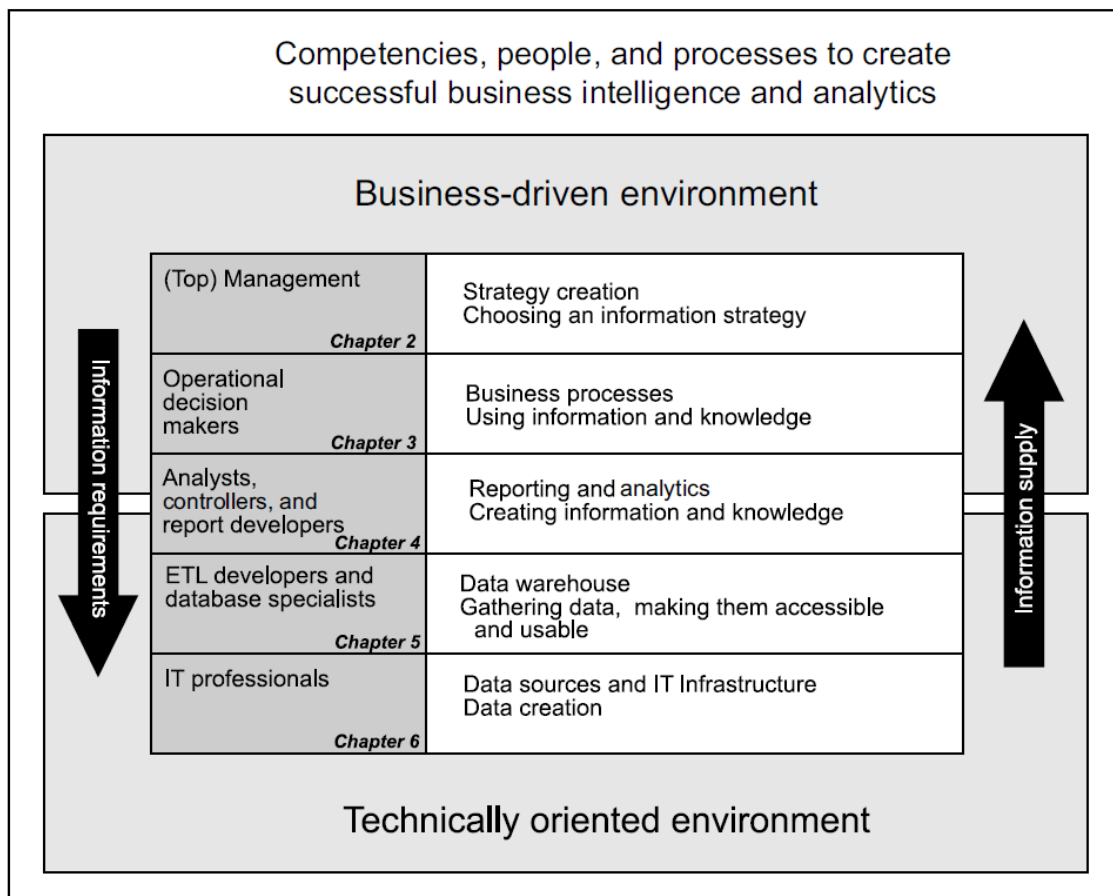 Competencies, people, and processes to create
successful business intelligence and analytics
Business-driven environment
(Top) Management
Chapter 2
Strategy creation
Choosing an information strategy
Operational
decision
makers
Chapter 3
Business processes
Using information and knowledge
Analysts,
controllers, and
report developers
Chapter 4
Reporting and analytics
Creating information and knowledge
ETL developers and
database specialists
Chapter 5
Data warehouse
Gathering data, making them accessible
and usable
IT professionals
Chapter 6
Data sources and IT Infrastructure
Data creation
Information requirements
Information supply
Technically oriented environment